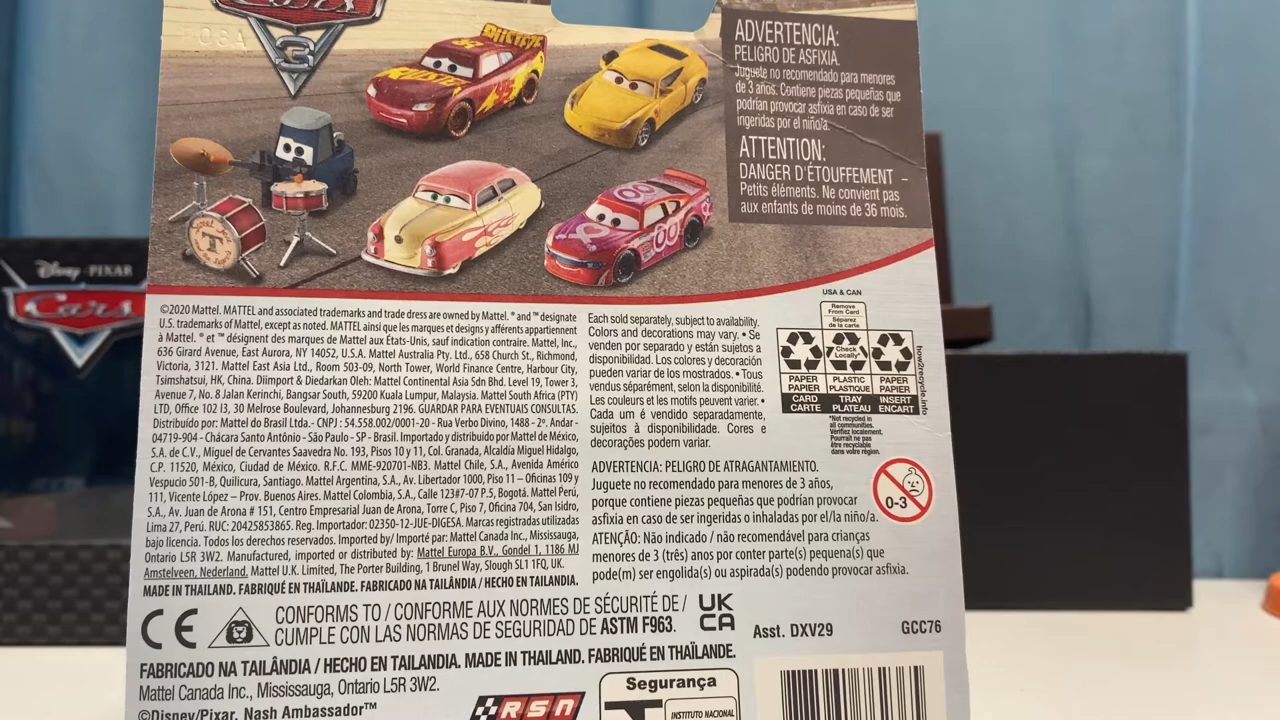 Cars
3
ADVERTENCIA:
PELIGRO DE ASFIXIA.
Juguete no recomendado para menores
de 3 años. Contiene piezas pequeñas que
podrían provocar asfixia en caso de ser
ingeridas por el niño/a.
ATTENTION:
DANGER D'ÉTOUFFEMENT –
Petits éléments. Ne convient pas
aux enfants de moins de 36 mois.
RUSTEZE
95
Disney · PIXAR
Cars
©2020 Mattel. MATTEL and associated trademarks and trade dress are owned by Mattel. ® and ™ designate
U.S. trademarks of Mattel, except as noted. MATTEL ainsi que les marques et designs y afférents appartiennent
à Mattel. ® et ™ désignent des marques de Mattel aux États-Unis, sauf indication contraire. Mattel, Inc.,
636 Girard Avenue, East Aurora, NY 14052, U.S.A. Mattel Australia Pty. Ltd., 658 Church St., Richmond,
Victoria, 3121. Mattel East Asia Ltd., Room 503-09, North Tower, World Finance Centre, Harbour City,
Tsimshatsui, HK, China. Diimport & Diedarkan Oleh: Mattel Continental Asia Sdn Bhd. Level 19, Tower 3,
Avenue 7, No. 8 Jalan Kerinchi, Bangsar South, 59200 Kuala Lumpur, Malaysia. Mattel South Africa (PTY)
LTD, Office 102 I3, 30 Melrose Boulevard, Johannesburg 2196. GUARDAR PARA EVENTUAIS CONSULTAS.
Distribuído por: Mattel do Brasil Ltda.- CNPJ : 54.558.002/0001-20 - Rua Verbo Divino, 1488 - 2º. Andar -
04719-904 - Chácara Santo Antônio - São Paulo - SP - Brasil. Importado y distribuido por Mattel de México,
S.A. de C.V., Miguel de Cervantes Saavedra No. 193, Pisos 10 y 11, Col. Granada, Alcaldía Miguel Hidalgo,
C.P. 11520, México, Ciudad de México. R.F.C. MME-920701-NB3. Mattel Chile, S.A., Avenida Américo
Vespucio 501-B, Quilicura, Santiago. Mattel Argentina, S.A., Av. Libertador 1000, Piso 11 – Oficinas 109 y
111, Vicente López – Prov. Buenos Aires. Mattel Colombia, S.A., Calle 123#7-07 P.5, Bogotá. Mattel Perú,
S.A., Av. Juan de Arona # 151, Centro Empresarial Juan de Arona, Torre C, Piso 7, Oficina 704, San Isidro,
Lima 27, Perú. RUC: 20425853865. Reg. Importador: 02350-12-JUE-DIGESA. Marcas registradas utilizadas
bajo licencia. Todos los derechos reservados. Imported by/ Importé par: Mattel Canada Inc., Mississauga,
Ontario L5R 3W2. Manufactured, imported or distributed by: Mattel Europa B.V., Gondel 1, 1186 MJ
Amstelveen, Nederland. Mattel U.K. Limited, The Porter Building, 1 Brunel Way, Slough SL1 1FQ, UK.
MADE IN THAILAND. FABRIQUÉ EN THAÏLANDE. FABRICADO NA TAILÂNDIA / HECHO EN TAILANDIA.
Each sold separately, subject to availability.
Colors and decorations may vary. • Se
venden por separado y están sujetos a
disponibilidad. Los colores y decoración
pueden variar de los mostrados. • Tous
vendus séparément, selon la disponibilité.
Les couleurs et les motifs peuvent varier. •
Cada um é vendido separadamente,
sujeitos à disponibilidade. Cores e
decorações podem variar.
USA & CAN
Remove
From Card
Séparez
de la carte
Check
Locally*
PAPER
PAPIER
PLASTIC
PLASTIQUE
PAPER
PAPIER
CARD
CARTE
TRAY
PLATEAU
INSERT
ENCART
*Not recycled in
all communities.
Vérifiez localement.
Pourrait ne pas
être recyclable
dans votre région.
how2recycle.info
ADVERTENCIA: PELIGRO DE ATRAGANTAMIENTO.
Juguete no recomendado para menores de 3 años,
porque contiene piezas pequeñas que podrían provocar
asfixia en caso de ser ingeridas o inhaladas por el/la niño/a.
ATENÇÃO: Não indicado / não recomendável para crianças
menores de 3 (três) anos por conter parte(s) pequena(s) que
pode(m) ser engolida(s) ou aspirada(s) podendo provocar asfixia.
0-3
CE
CONFORMS TO / CONFORME AUX NORMES DE SÉCURITÉ DE /
CUMPLE CON LAS NORMAS DE SEGURIDAD DE ASTM F963.
UK
CA
Asst. DXV29
GCC76
FABRICADO NA TAILÂNDIA / HECHO EN TAILANDIA. MADE IN THAILAND. FABRIQUÉ EN THAÏLANDE.
Mattel Canada Inc., Mississauga, Ontario L5R 3W2.
©Disney/Pixar. Nash Ambassador™
RSN
Segurança
INSTITUTO NACIONAL